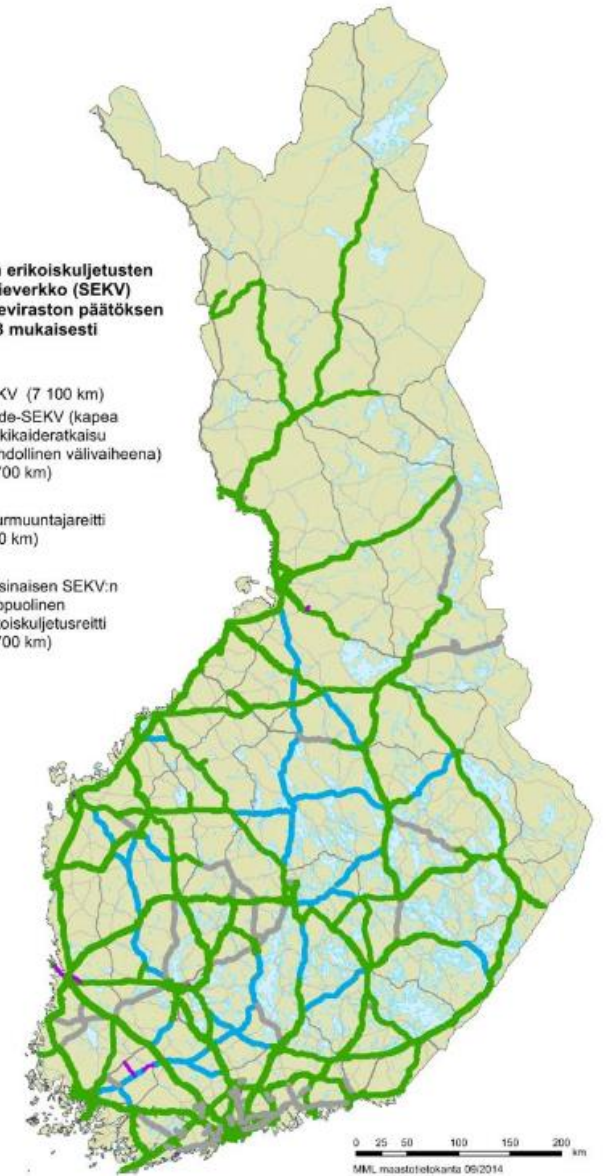 n erikoiskuljetusten
ieverkko (SEKV)
eviraston päätöksen
3 mukaisesti
KV (7 100 km)
de-SEKV (kapea
kikaideratkaisu
hdollinen välivaiheena)
700 km)
urmuuntajareitti
0 km)
sinaisen SEKV:n
opuolinen
oiskuljetusreitti
700 km)
0 25 50 100 150 200
km
MML maastotietokanta 09/2014